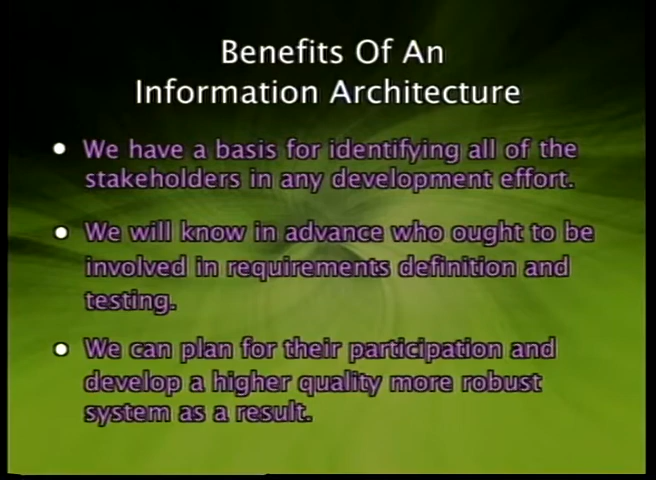 Benefits Of An
Information Architecture
• We have a basis for identifying all of the
stakeholders in any development effort.
• We will know in advance who ought to be
involved in requirements definition and
testing.
• We can plan for their participation and
develop a higher quality more robust
system as a result.